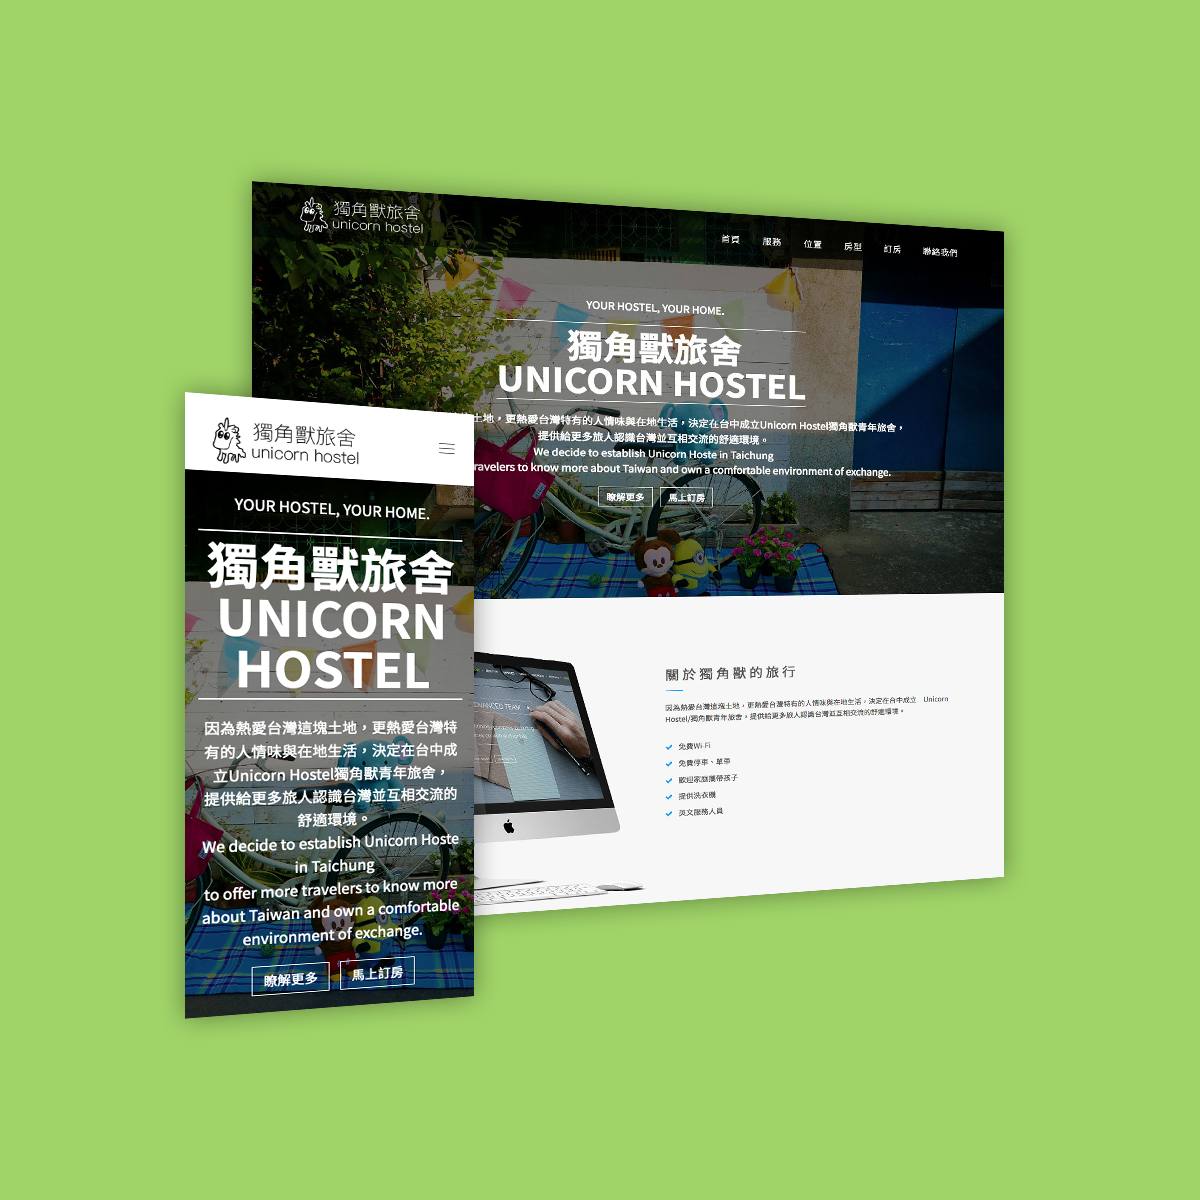 獨角獸旅舍
unicorn hostel
首頁 服務 位置 房型 訂房 聯絡我們
YOUR HOSTEL, YOUR HOME.
獨角獸旅舍
UNICORN HOSTEL
土地，更熱愛台灣特有的人情味與在地生活，決定在台中成立Unicorn Hostel獨角獸青年旅舍，
提供給更多旅人認識台灣並互相交流的舒適環境。
We decide to establish Unicorn Hoste in Taichung
ravelers to know more about Taiwan and own a comfortable environment of exchange.
瞭解更多 馬上訂房
獨角獸旅舍
unicorn hostel
YOUR HOSTEL, YOUR HOME.
獨角獸旅舍
UNICORN
HOSTEL
因為熱愛台灣這塊土地，更熱愛台灣特
有的人情味與在地生活，決定在台中成
立Unicorn Hostel獨角獸青年旅舍，
提供給更多旅人認識台灣並互相交流的
舒適環境。
We decide to establish Unicorn Hoste
in Taichung
to offer more travelers to know more
about Taiwan and own a comfortable
environment of exchange.
瞭解更多 馬上訂房
關於獨角獸的旅行
因為熱愛台灣這塊土地，更熱愛台灣特有的人情味與在地生活，決定在台中成立 Unicorn
Hostel/獨角獸青年旅舍，提供給更多旅人認識台灣並互相交流的舒適環境。
免費Wi-Fi
免費停車、單車
歡迎家庭攜帶孩子
提供洗衣機
英文服務人員